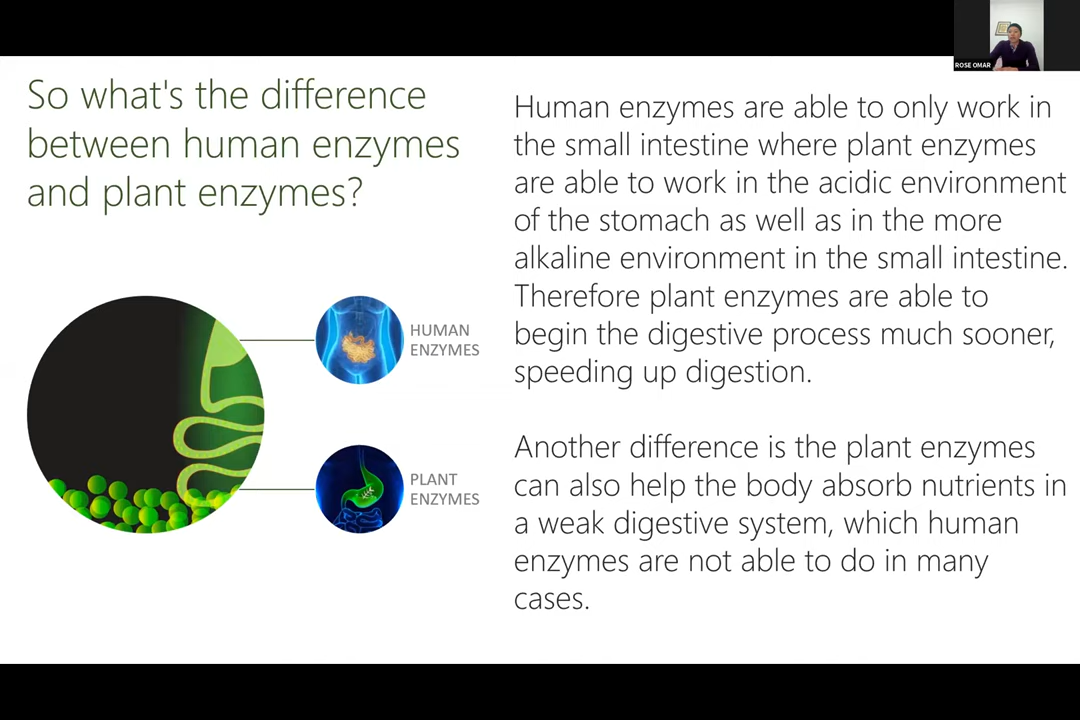 ROSE OMAR
So what's the difference
between human enzymes
and plant enzymes?
HUMAN
ENZYMES
PLANT
ENZYMES
Human enzymes are able to only work in
the small intestine where plant enzymes
are able to work in the acidic environment
of the stomach as well as in the more
alkaline environment in the small intestine.
Therefore plant enzymes are able to
begin the digestive process much sooner,
speeding up digestion.
Another difference is the plant enzymes
can also help the body absorb nutrients in
a weak digestive system, which human
enzymes are not able to do in many
cases.